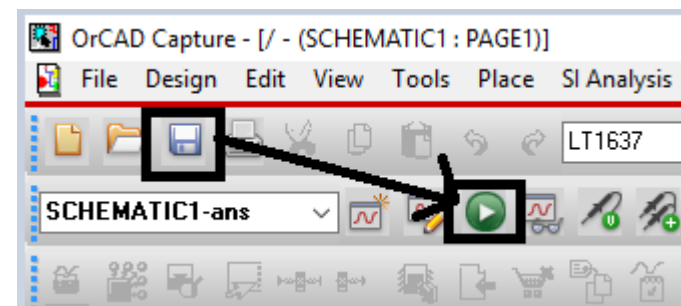 OrCAD Capture - [/ - (SCHEMATIC1 : PAGE1)]
File Design Edit View Tools Place SI Analysis
LT1637
SCHEMATIC1-ans